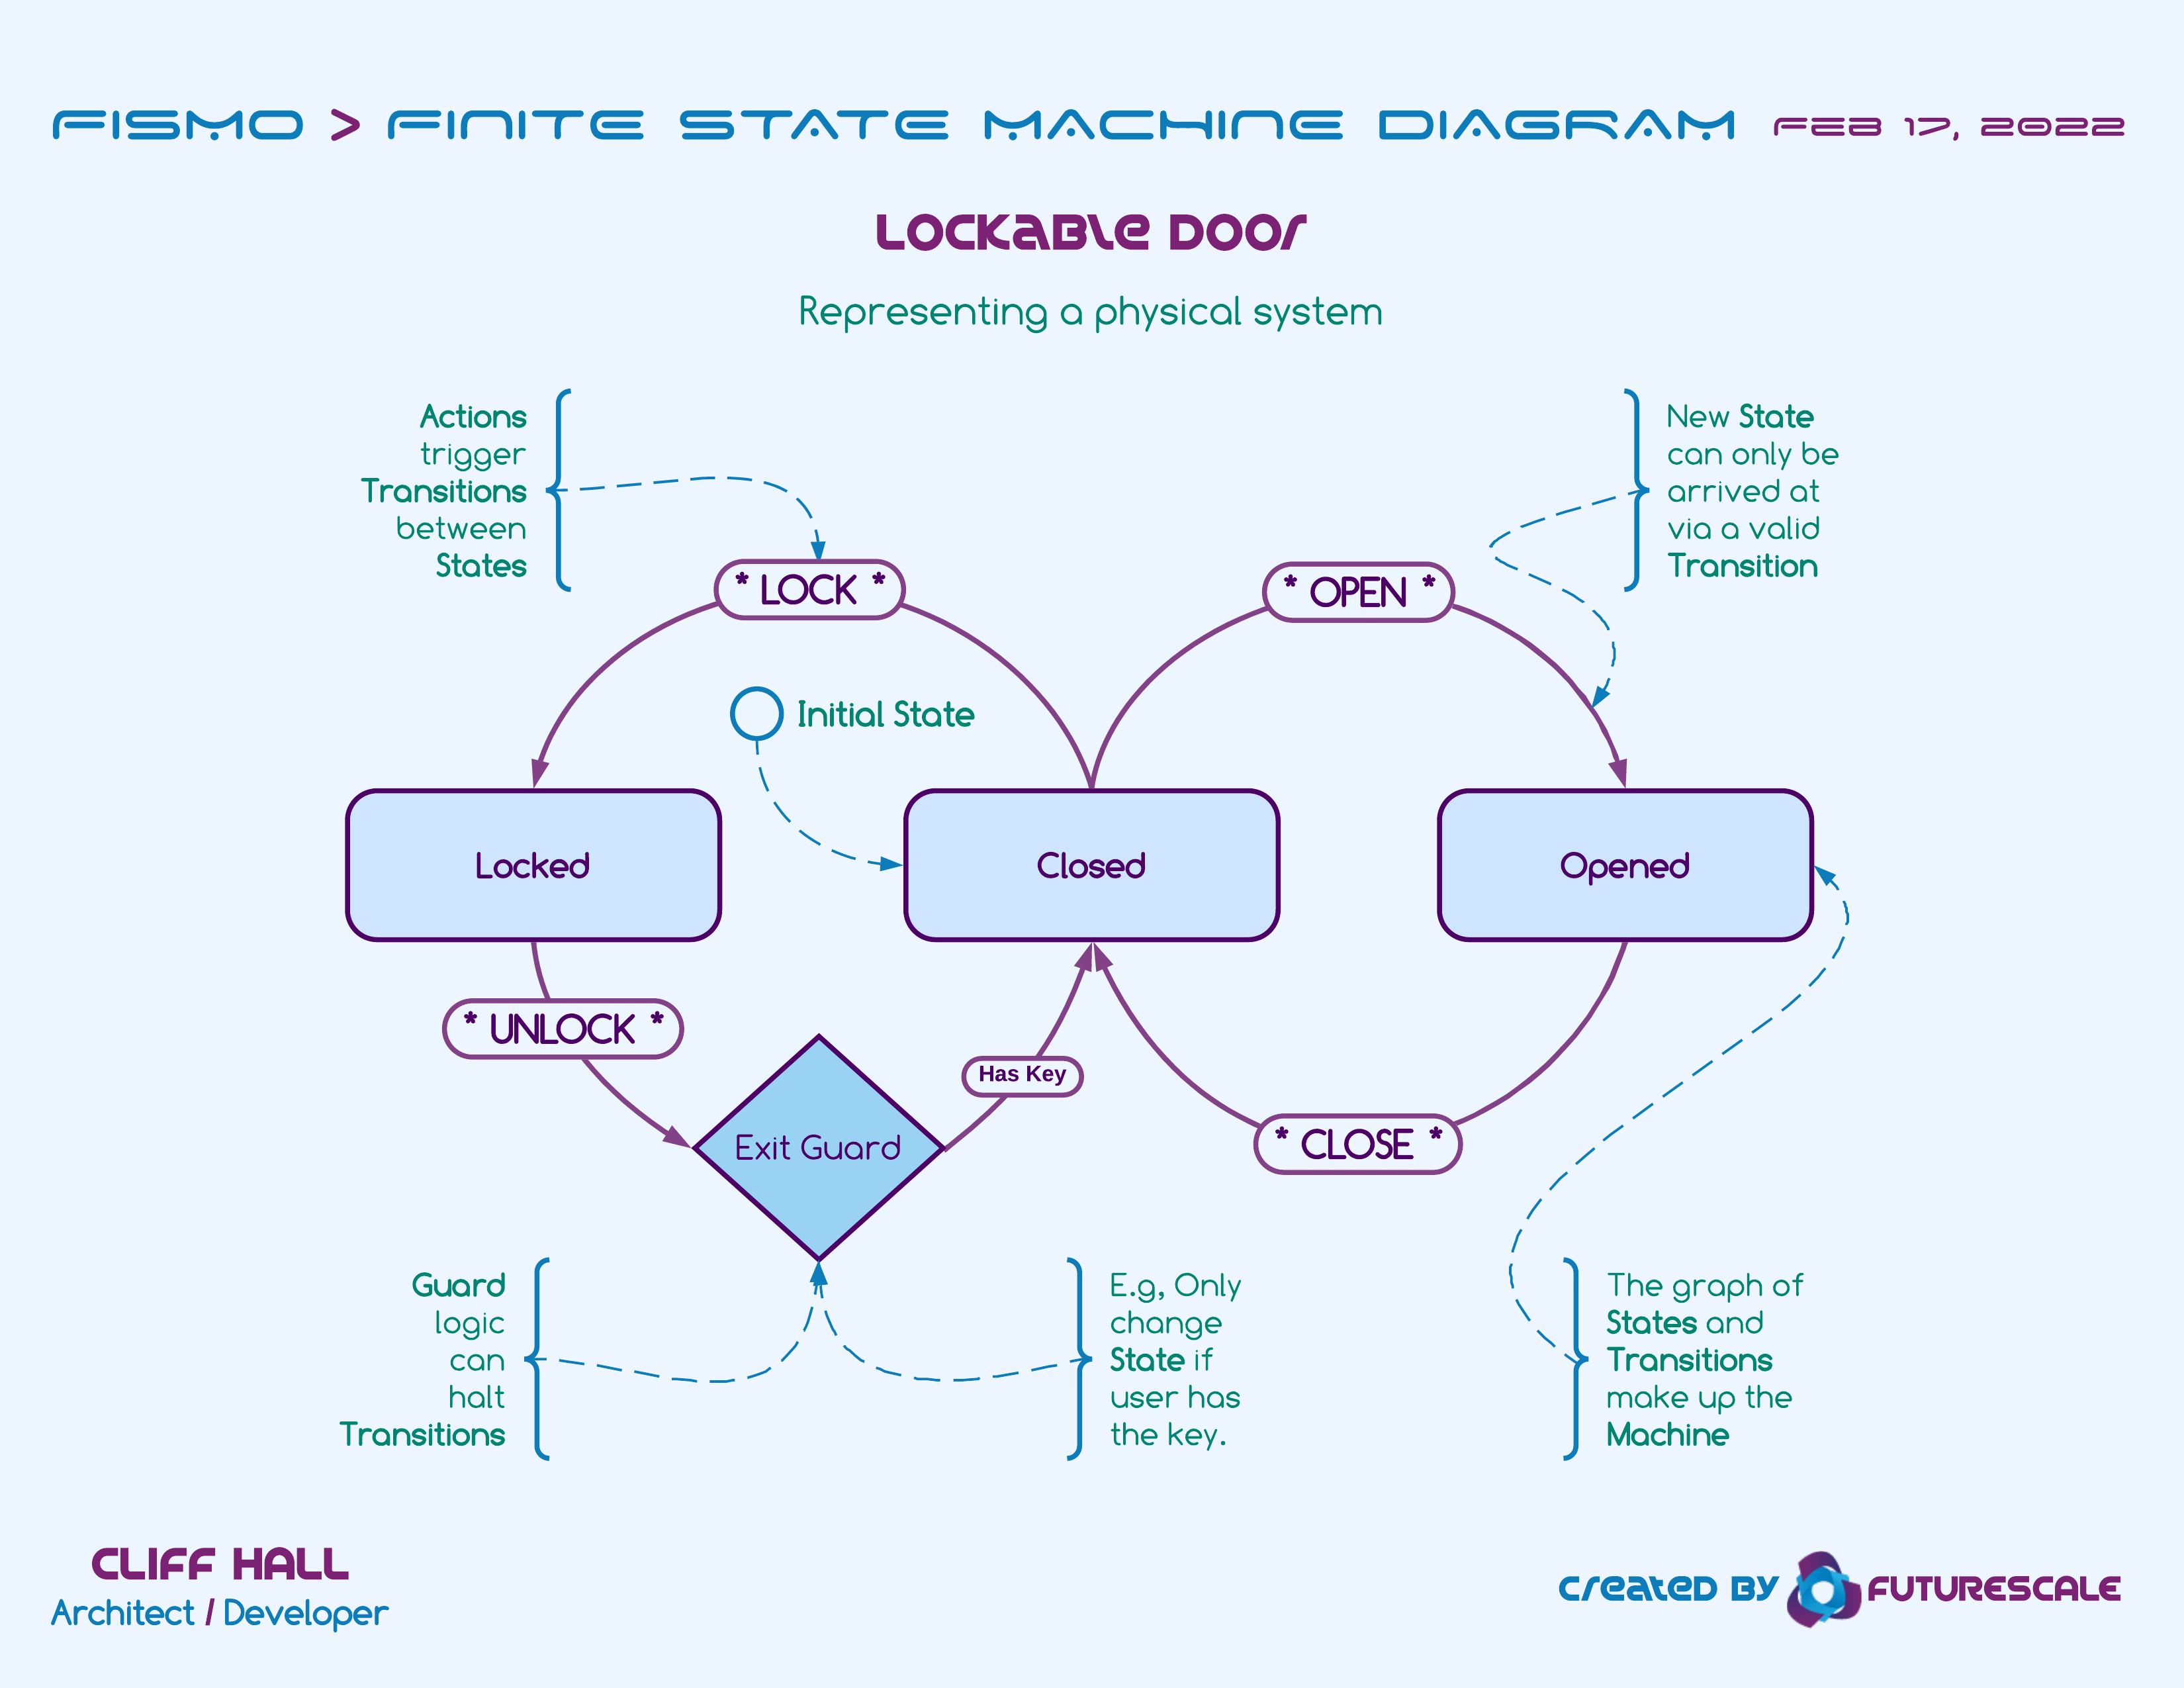 FISMO > FINITE STATE MACHINE DIAGRAM FEB 17, 2022
LOCKABLE DOOR
Representing a physical system
Actions
trigger
Transitions
between
States
New State
can only be
arrived at
via a valid
Transition
* LOCK *
* OPEN *
Initial State
Locked
Closed
Opened
* UNLOCK *
Has Key
Exit Guard
* CLOSE *
Guard
logic
can
halt
Transitions
E.g, Only
change
State if
user has
the key.
The graph of
States and
Transitions
make up the
Machine
CLIFF HALL
Architect / Developer
CREATED BY FUTURESCALE